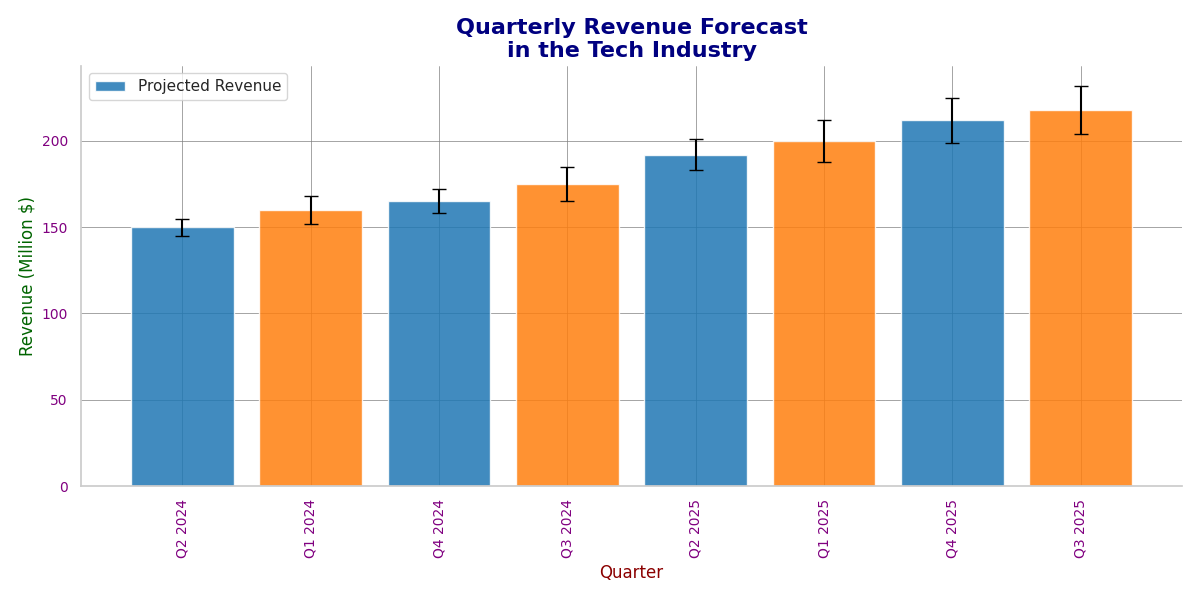 Quarterly Revenue Forecast
in the Tech Industry
Projected Revenue
Revenue (Million $)
200
150
100
50
0
Q2 2024
Q1 2024
Q4 2024
Q3 2024
Q2 2025
Q1 2025
Q4 2025
Q3 2025
Quarter